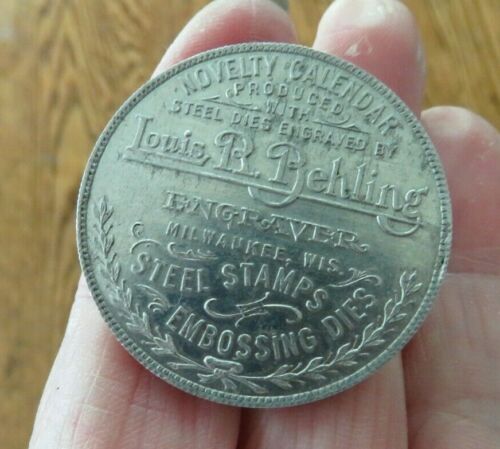 NOVELTY CALENDAR
PRODUCED
WITH
STEEL DIES ENGRAVED BY
Louis R. Behling
ENGRAVER
MILWAUKEE, WIS.
STEEL STAMPS
EMBOSSING DIES